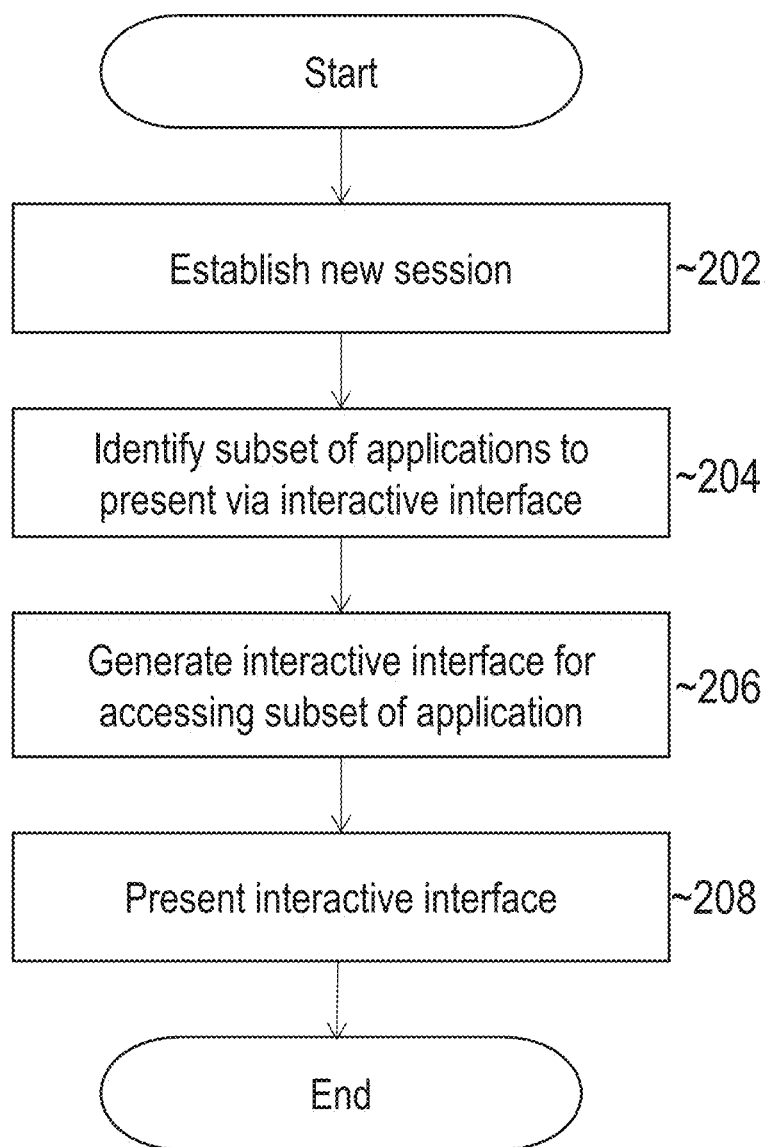 Start
Establish new session
~202
Identify subset of applications to
present via interactive interface
~204
Generate interactive interface for
accessing subset of application
~206
Present interactive interface
~208
End